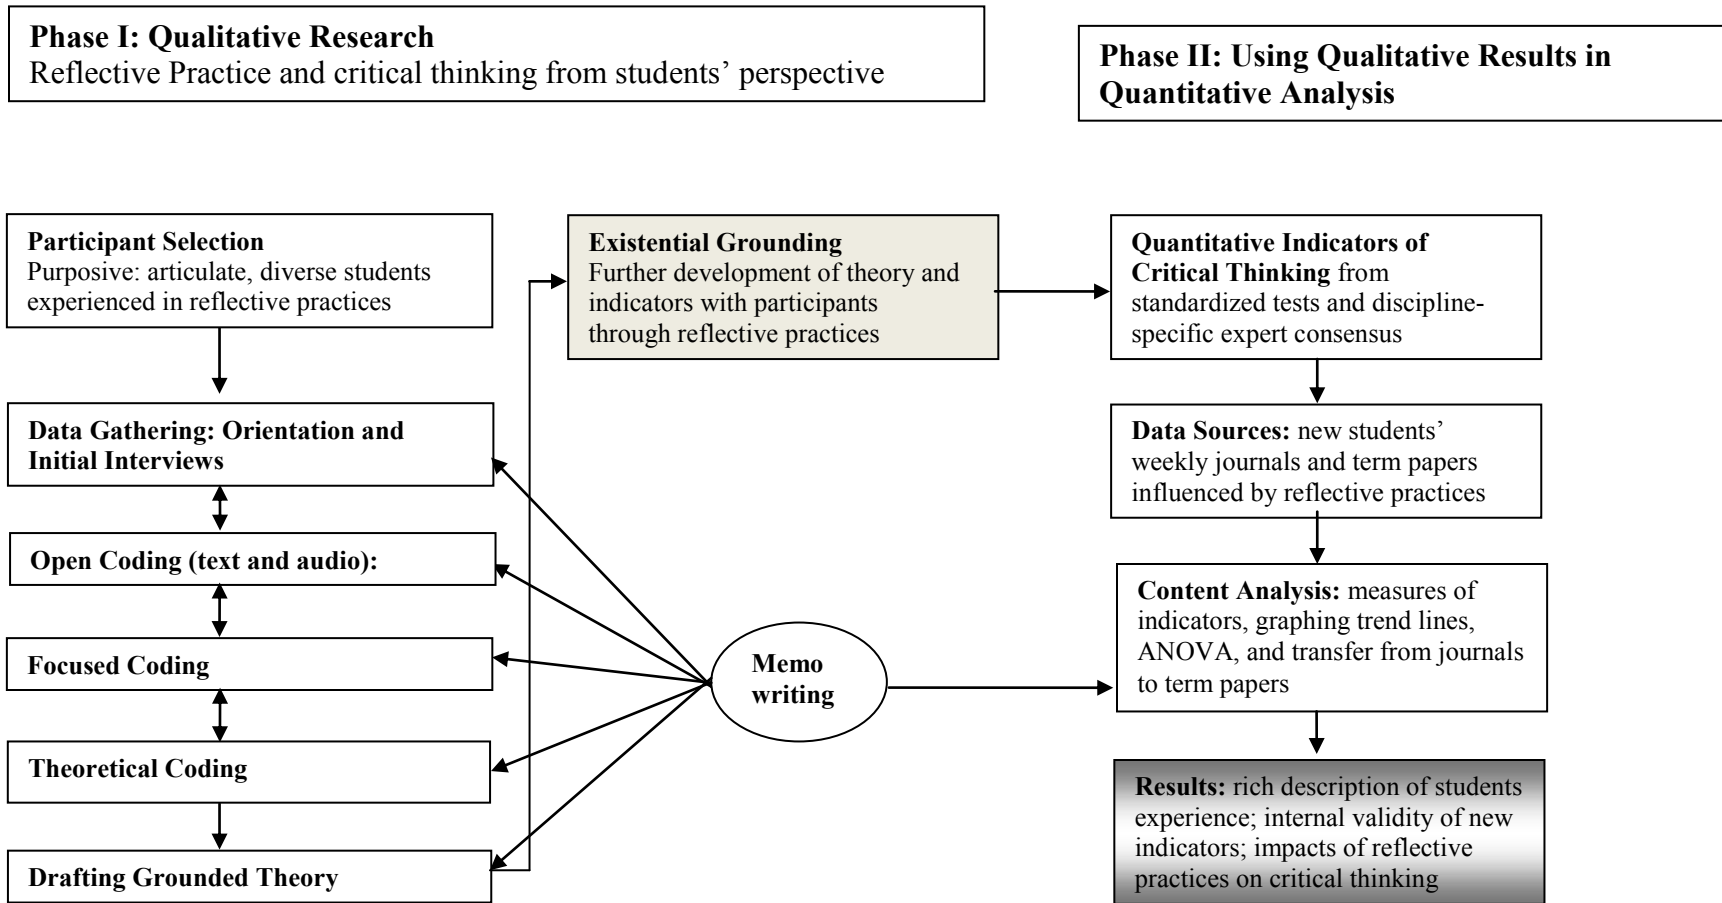 Phase I: Qualitative Research
Reflective Practice and critical thinking from students’ perspective
Phase II: Using Qualitative Results in
Quantitative Analysis
Participant Selection
Purposive: articulate, diverse students
experienced in reflective practices
Data Gathering: Orientation and
Initial Interviews
Open Coding (text and audio):
Focused Coding
Theoretical Coding
Drafting Grounded Theory
Existential Grounding
Further development of theory and
indicators with participants
through reflective practices
Memo
writing
Quantitative Indicators of
Critical Thinking from
standardized tests and discipline-
specific expert consensus
Data Sources: new students’
weekly journals and term papers
influenced by reflective practices
Content Analysis: measures of
indicators, graphing trend lines,
ANOVA, and transfer from journals
to term papers
Results: rich description of students
experience; internal validity of new
indicators; impacts of reflective
practices on critical thinking